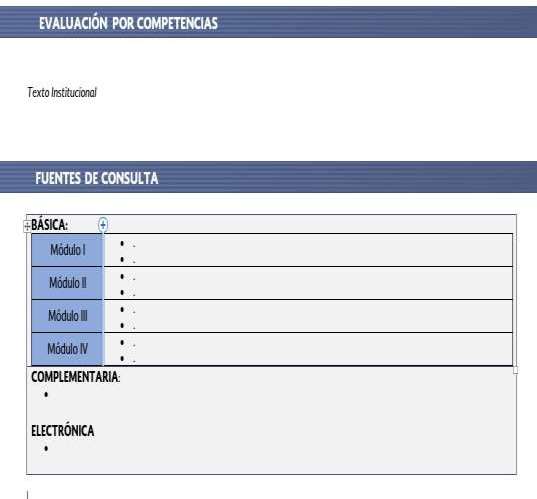 EVALUACIÓN POR COMPETENCIAS
Texto Institucional
FUENTES DE CONSULTA
BÁSICA:
Módulo I
• .
• .
Módulo II
• .
• .
Módulo III
• .
• .
Módulo IV
• .
• .
COMPLEMENTARIA:
•
ELECTRÓNICA
•